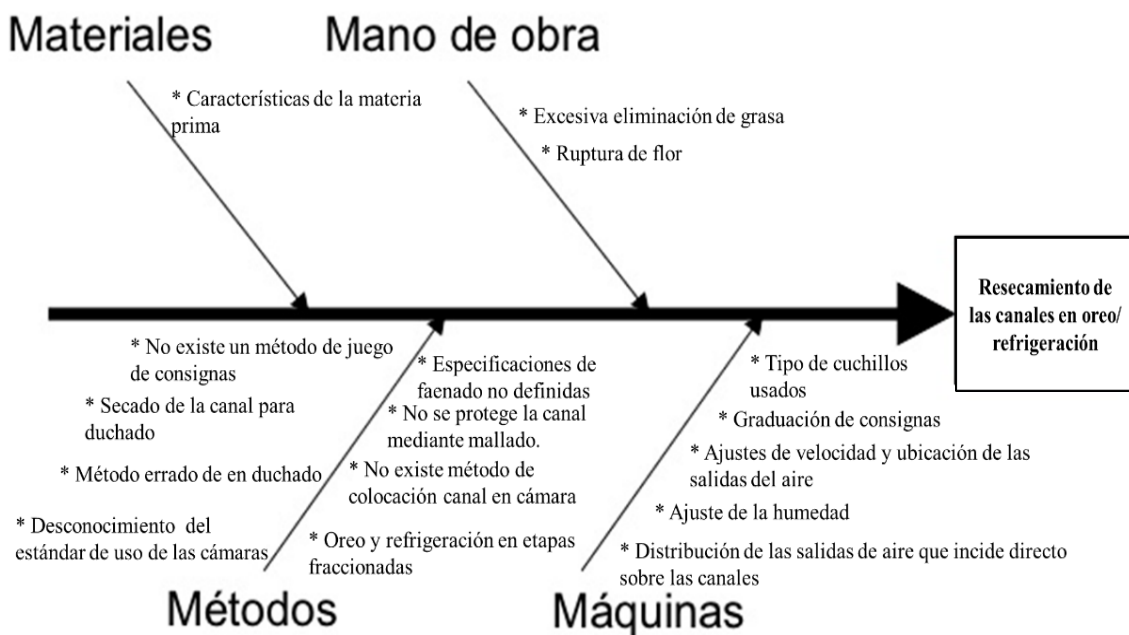 Materiales
Mano de obra
* Características de la materia
prima
* Excesiva eliminación de grasa
* Ruptura de flor
Resecamiento de
las canales en oreo/
refrigeración
* No existe un método de juego
de consignas
* Secado de la canal para
duchado
* Método errado de en duchado
* Desconocimiento del
estándar de uso de las cámaras
* Especificaciones de
faenado no definidas
* No se protege la canal
mediante mallado.
* No existe método de
colocación canal en cámara
* Oreo y refrigeración en etapas
fraccionadas
* Tipo de cuchillos
usados
* Graduación de consignas
* Ajustes de velocidad y ubicación de las
salidas del aire
* Ajuste de la humedad
* Distribución de las salidas de aire que incide directo
sobre las canales
Métodos
Máquinas